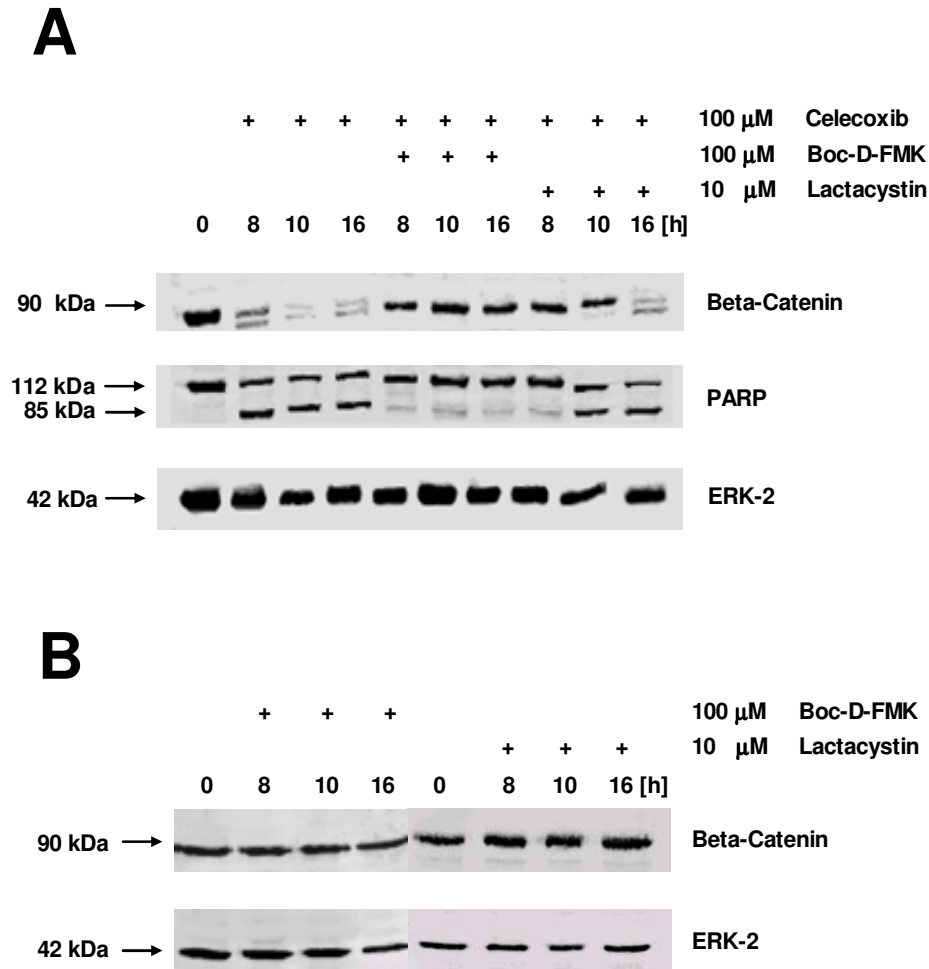 A
+ + + + + + + + + 100 μM Celecoxib
+ + + 100 μM Boc-D-FMK
+ + + 10 μM Lactacystin
0 8 10 16 8 10 16 8 10 16 [h]
90 kDa Beta-Catenin
112 kDa
85 kDa PARP
42 kDa ERK-2
B
+ + + 100 μM Boc-D-FMK
+ + + 10 μM Lactacystin
0 8 10 16 0 8 10 16 [h]
90 kDa Beta-Catenin
42 kDa ERK-2